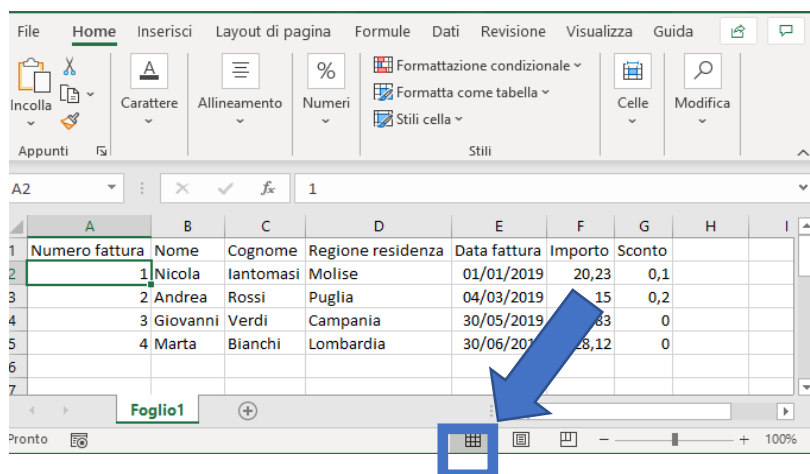 File Home Inserisci Layout di pagina Formule Dati Revisione Visualizza Guida
Incolla Carattere Allineamento Numeri Formattazione condizionale Formatta come tabella Stili cella Celle Modifica
Appunti Stili
A2 fx 1
A B C D E F G H I
1 Numero fattura Nome Cognome Regione residenza Data fattura Importo Sconto
2 1 Nicola Iantomasi Molise 01/01/2019 20,23 0,1
3 2 Andrea Rossi Puglia 04/03/2019 15 0,2
4 3 Giovanni Verdi Campania 30/05/2019 0
5 4 Marta Bianchi Lombardia 0
6
7
Foglio1
Pronto 100%